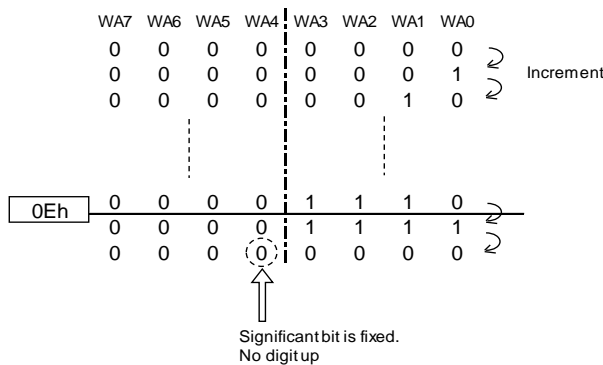 WA7 WA6 WA5 WA4 WA3 WA2 WA1 WA0
0 0 0 0 0 0 0 0
0 0 0 0 0 0 0 1 Increment
0 0 0 0 0 0 1 0
0Eh 0 0 0 0 1 1 1 0
0 0 0 0 1 1 1 1
0 0 0 0 0 0 0 0
Significant bit is fixed.
No digit up